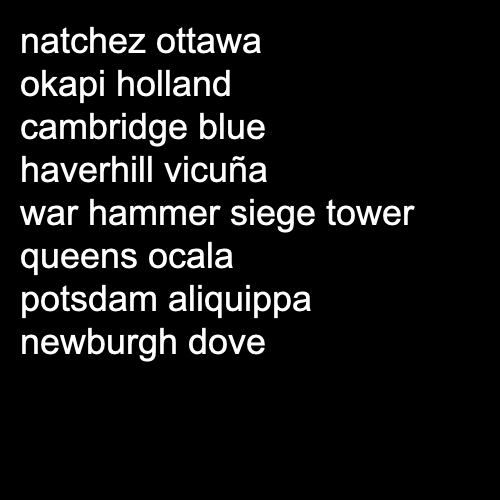 natchez ottawa
okapi holland
cambridge blue
haverhill vicuña
war hammer siege tower
queens ocala
potsdam aliquippa
newburgh dove